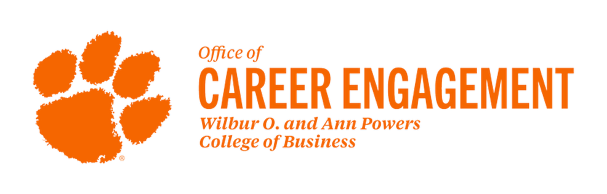 Office of
CAREER ENGAGEMENT
Wilbur O. and Ann Powers
College of Business
®